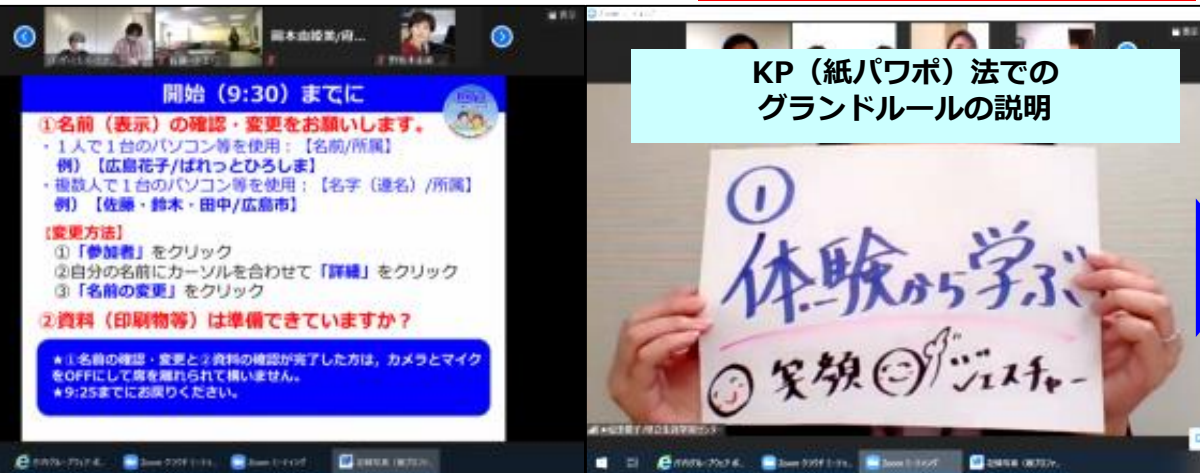 開始（9:30）までに
①名前（表示）の確認・変更をお願いします。
・１人で１台のパソコン等を使用：【名前/所属】
例）【広島花子/ぱれっとひろしま】
・複数人で１台のパソコン等を使用：【名字（連名）/所属】
例）【佐藤・鈴木・田中/広島市】
【変更方法】
①「参加者」をクリック
②自分の名前にカーソルを合わせて「詳細」をクリック
③「名前の変更」をクリック
②資料（印刷物等）は準備できていますか？
★①名前の確認・変更と②資料の確認が完了した方は，カメラとマイク
をOFFにして席を離れられて構いません。
★9:25までにお戻りください。
KP（紙パワポ）法での
グランドルールの説明
①
体験から学ぶ
笑顔 ジェスチャー